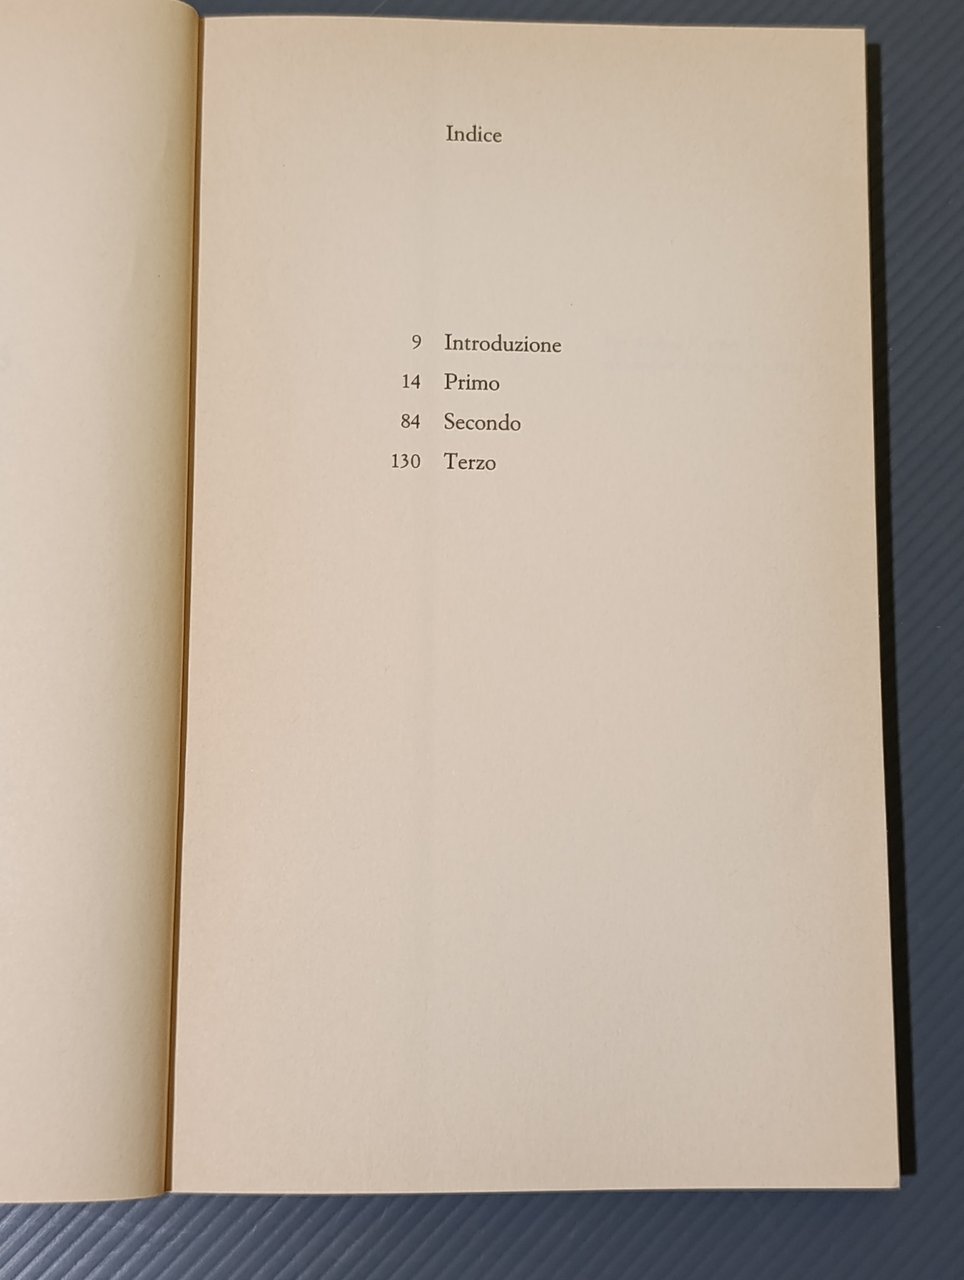 Indice
9 Introduzione
14 Primo
84 Secondo
130 Terzo